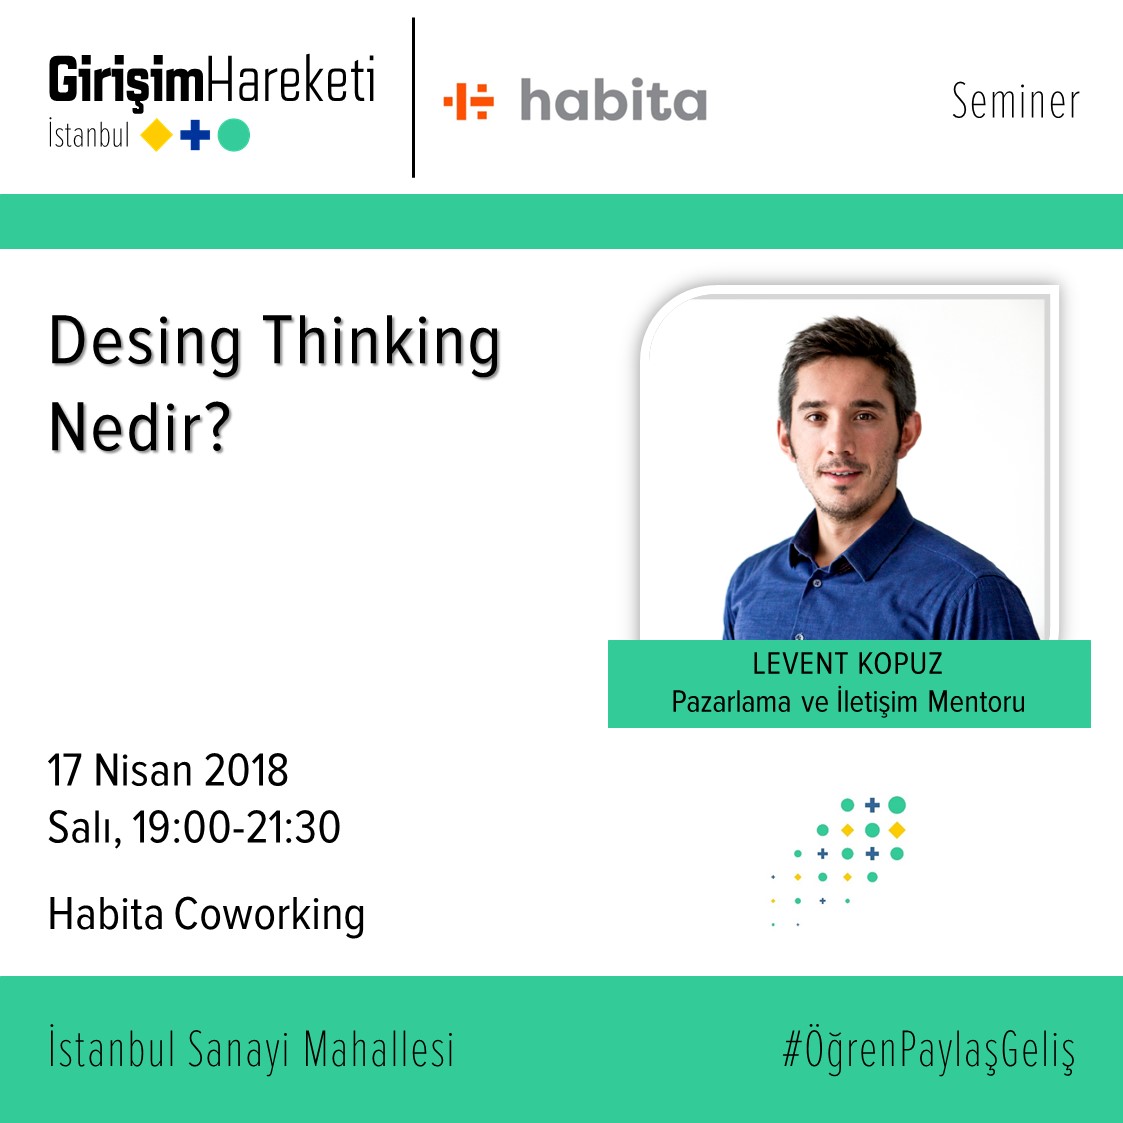 GirişimHareketi
İstanbul
habita
Seminer
Desing Thinking
Nedir?
LEVENT KOPUZ
Pazarlama ve İletişim Mentoru
17 Nisan 2018
Salı, 19:00-21:30
Habita Coworking
İstanbul Sanayi Mahallesi
#ÖğrenPaylaşGeliş